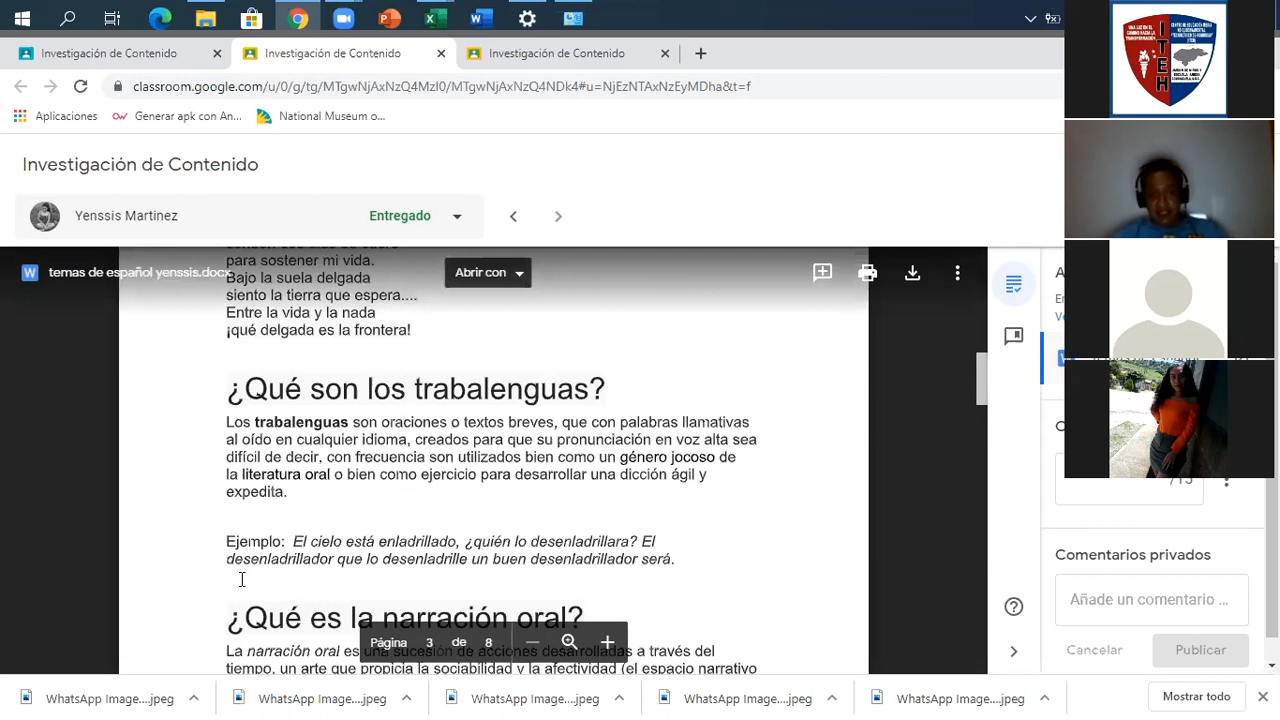 Investigación de Contenido
Investigación de Contenido
Investigación de Contenido
classroom.google.com/u/0/g/tg/MTgwNjAxNzQ4MzI0/MTgwNjAxNzQ4NDk4#u=NjEzNTAxNzEyMDha&t=f
Aplicaciones
Generar apk con An...
National Museum o...
Investigación de Contenido
Yenssis Martinez
Entregado
temas de español yenssis.docx
Abrir con
para sostener mi vida.
Bajo la suela delgada
siento la tierra que espera....
Entre la vida y la nada
¡qué delgada es la frontera!
¿Qué son los trabalenguas?
Los trabalenguas son oraciones o textos breves, que con palabras llamativas
al oído en cualquier idioma, creados para que su pronunciación en voz alta sea
difícil de decir, con frecuencia son utilizados bien como un género jocoso de
la literatura oral o bien como ejercicio para desarrollar una dicción ágil y
expedita.
Ejemplo: El cielo está enladrillado, ¿quién lo desenladrillara? El
desenladrillador que lo desenladrille un buen desenladrillador será.
¿Qué es la narración oral?
La narración oral es una sucesión de acciones desarrolladas a través del
tiempo, un arte que propicia la sociabilidad y la afectividad (el espacio narrativo
Página 3 de 8
ITEH
/15
Comentarios privados
Añade un comentario ...
Cancelar
Publicar
WhatsApp Image....jpeg
WhatsApp Image....jpeg
WhatsApp Image....jpeg
WhatsApp Image....jpeg
WhatsApp Image....jpeg
Mostrar todo